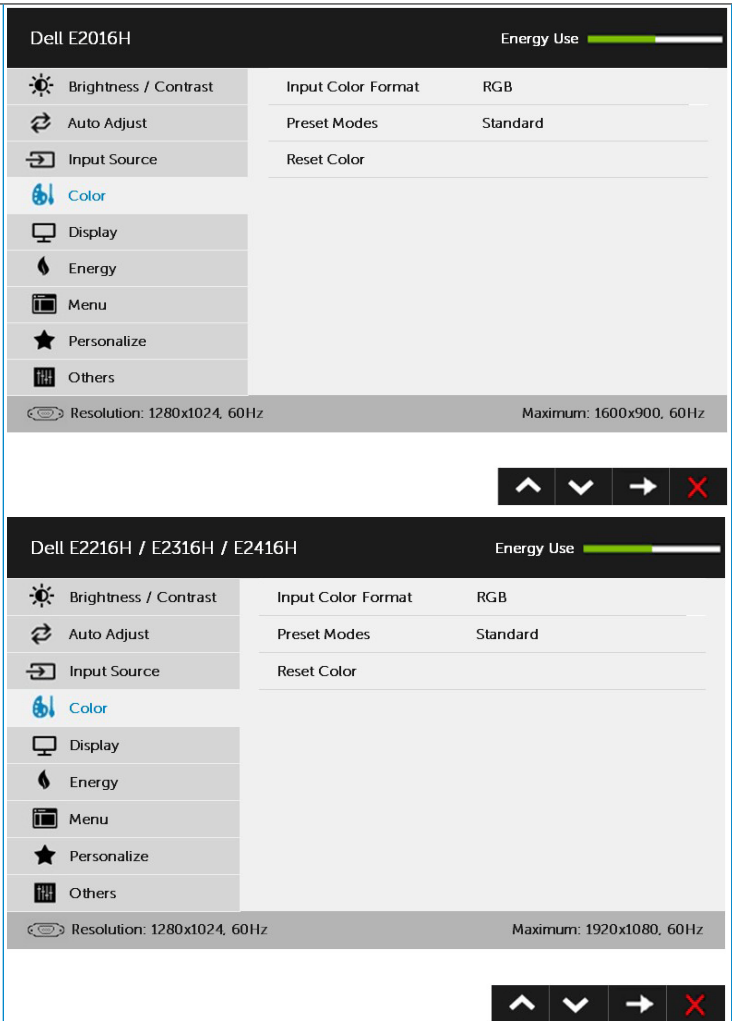 Dell E2016H Energy Use
Brightness / Contrast Input Color Format RGB
Auto Adjust Preset Modes Standard
Input Source Reset Color
Color
Display
Energy
Menu
Personalize
Others
Resolution: 1280x1024, 60Hz Maximum: 1600x900, 60Hz
Dell E2216H / E2316H / E2416H Energy Use
Brightness / Contrast Input Color Format RGB
Auto Adjust Preset Modes Standard
Input Source Reset Color
Color
Display
Energy
Menu
Personalize
Others
Resolution: 1280x1024, 60Hz Maximum: 1920x1080, 60Hz